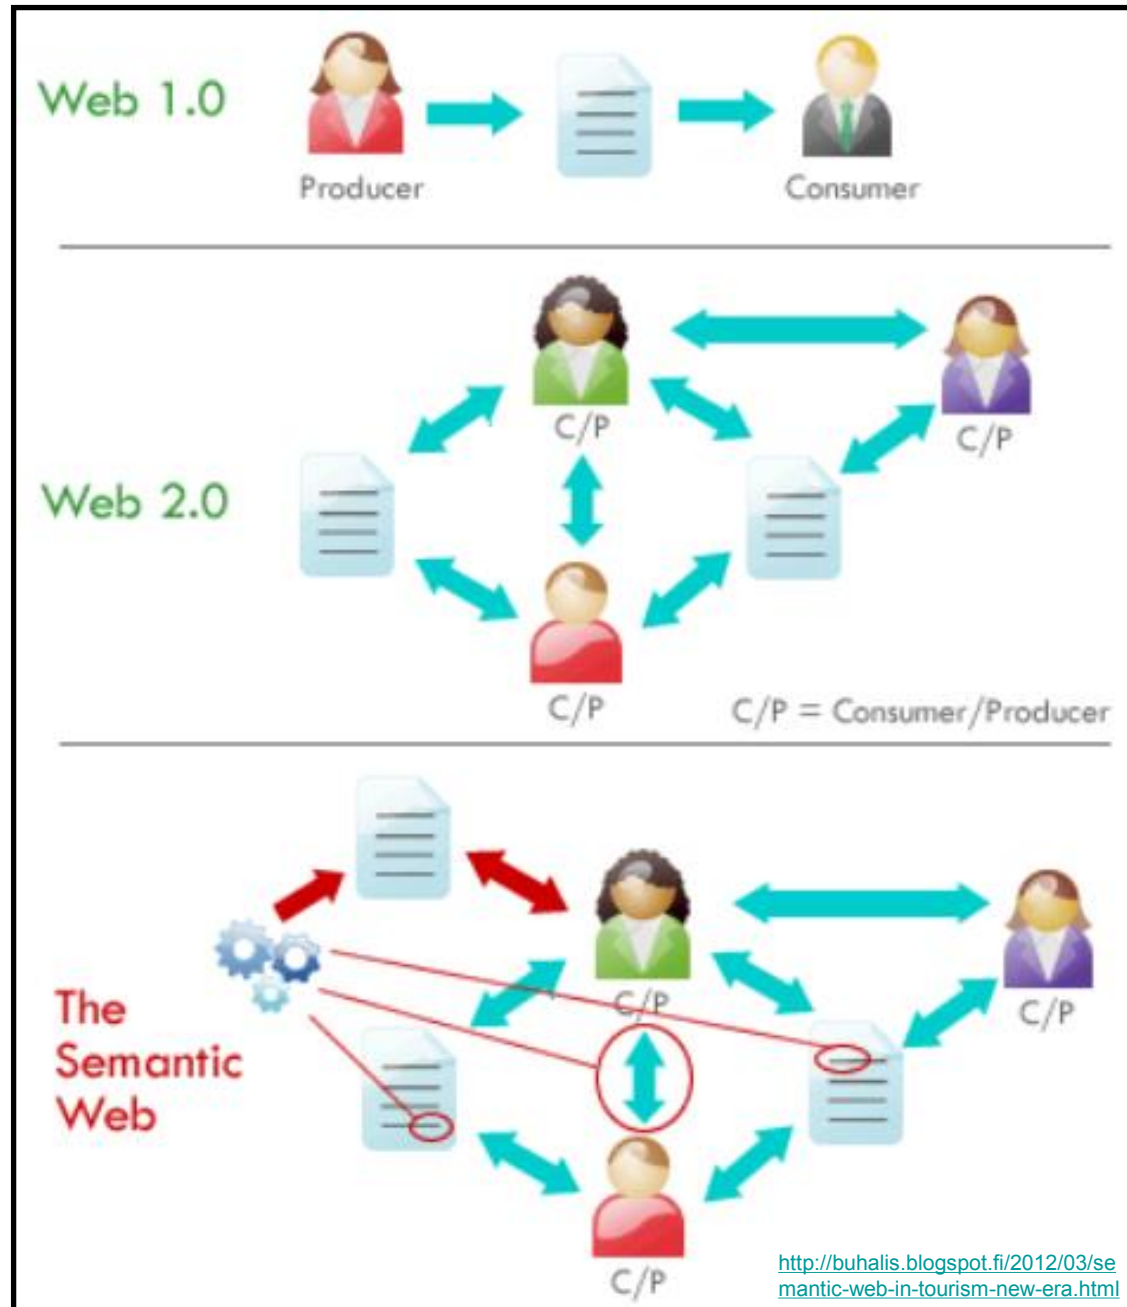 Web 1.0
Producer
Consumer
C/P
C/P
Web 2.0
C/P
C/P = Consumer/Producer
C/P
C/P
The
Semantic
Web
C/P
http://buhalis.blogspot.fi/2012/03/se
mantic-web-in-tourism-new-era.html